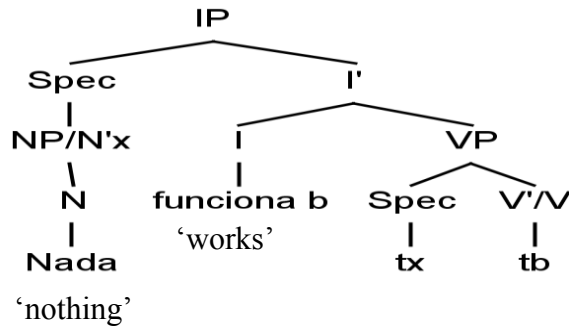 IP
Spec I'
NP/N'x I VP
N funciona b Spec V'/V
‘works’
Nada tx tb
‘nothing’